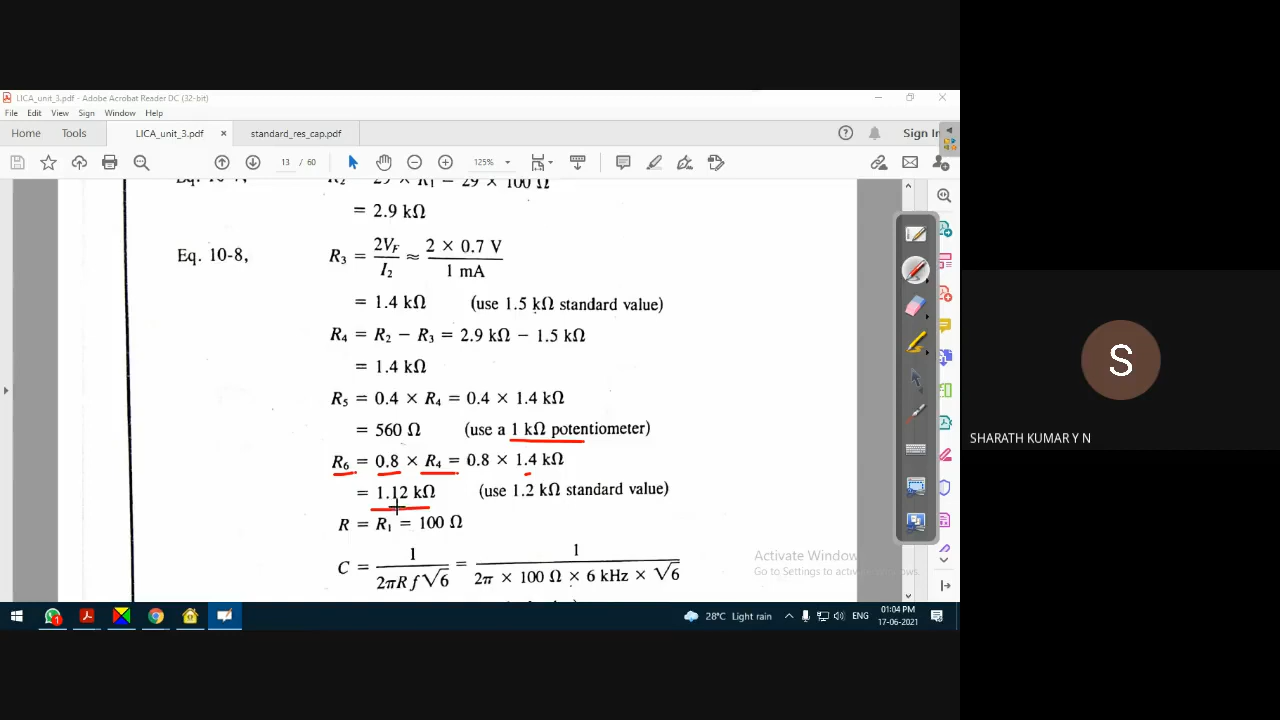 LICA_unit_3.pdf - Adobe Acrobat Reader DC (32-bit)
File Edit View Sign Window Help
Home Tools LICA_unit_3.pdf × standard_res_cap.pdf Sign In
13 / 60 125%
= 2.9 kΩ
Eq. 10-8, R₃ = 2V_F / I₂ ≈ 2 × 0.7 V / 1 mA
= 1.4 kΩ (use 1.5 kΩ standard value)
R₄ = R₂ − R₃ = 2.9 kΩ − 1.5 kΩ
= 1.4 kΩ
R₅ = 0.4 × R₄ = 0.4 × 1.4 kΩ
= 560 Ω (use a 1 kΩ potentiometer)
R₆ = 0.8 × R₄ = 0.8 × 1.4 kΩ
= 1.12 kΩ (use 1.2 kΩ standard value)
R = R₁ = 100 Ω
C = 1 / 2πRf√6 = 1 / 2π × 100 Ω × 6 kHz × √6
Activate Window
Go to Settings to activ
S
SHARATH KUMAR Y N
1
28°C Light rain ENG 01:04 PM
17-06-2021